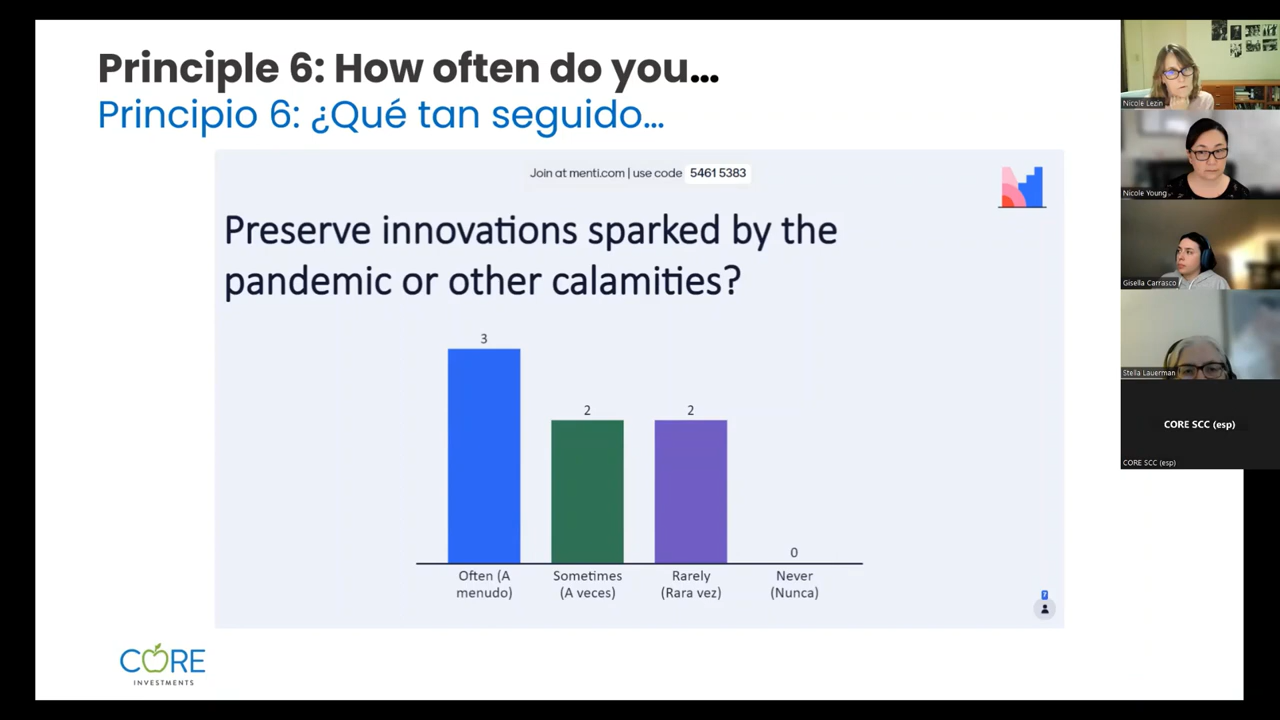 Principle 6: How often do you...
Principio 6: ¿Qué tan seguido...
Join at menti.com | use code 5461 5383
Preserve innovations sparked by the
pandemic or other calamities?
3
2
2
0
Often (A
menudo)
Sometimes
(A veces)
Rarely
(Rara vez)
Never
(Nunca)
7
CORE
INVESTMENTS
Nicole Lezin
Nicole Young
Gisella Carrasco
Stella Lauerman
CORE SCC (esp)
CORE SCC (esp)